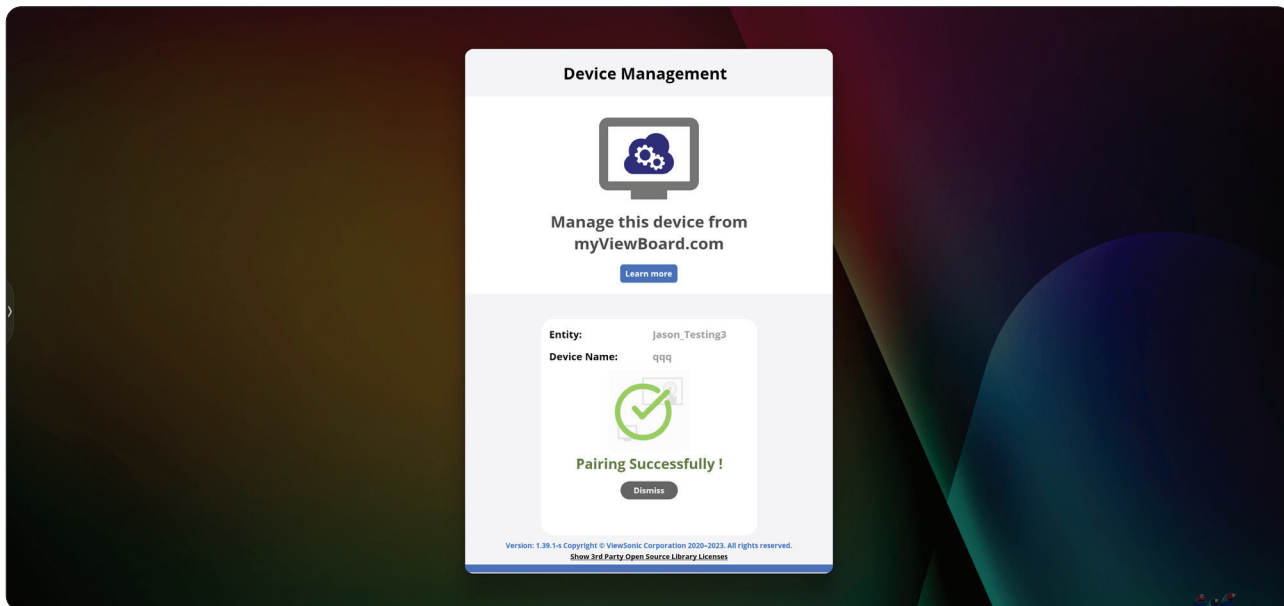 Device Management
Manage this device from
myViewBoard.com
Learn more
Entity: Jason_Testing3
Device Name: qqq
Pairing Successfully !
Dismiss
Version: 1.39.1-s Copyright © ViewSonic Corporation 2020–2023. All rights reserved.
Show 3rd Party Open Source Library Licenses